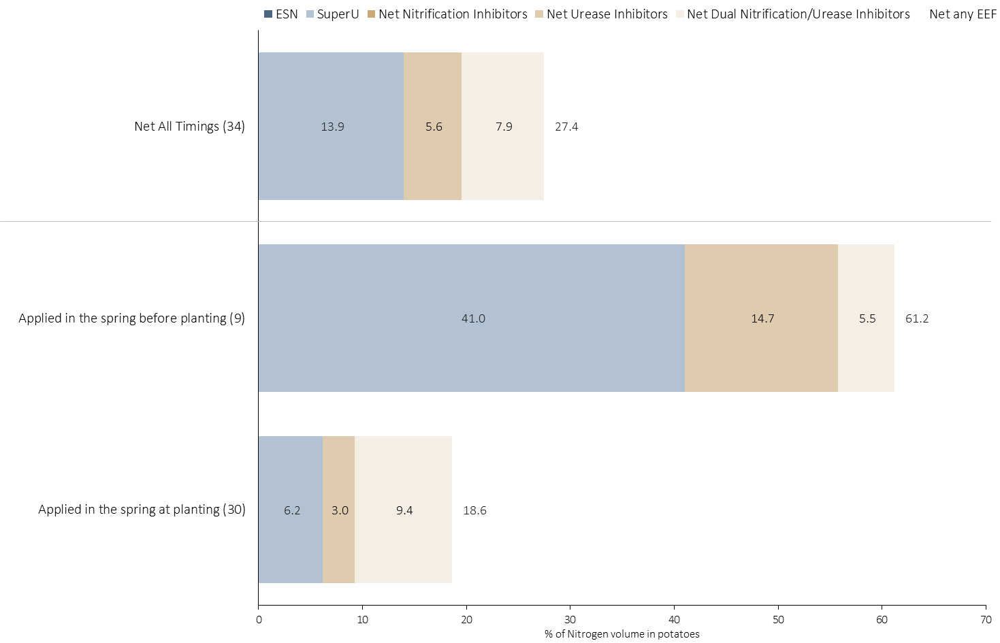 ESN SuperU Net Nitrification Inhibitors Net Urease Inhibitors Net Dual Nitrification/Urease Inhibitors Net any EEF
Net All Timings (34) 13.9 5.6 7.9 27.4
Applied in the spring before planting (9) 41.0 14.7 5.5 61.2
Applied in the spring at planting (30) 6.2 3.0 9.4 18.6
0 10 20 30 40 50 60 70
% of Nitrogen volume in potatoes